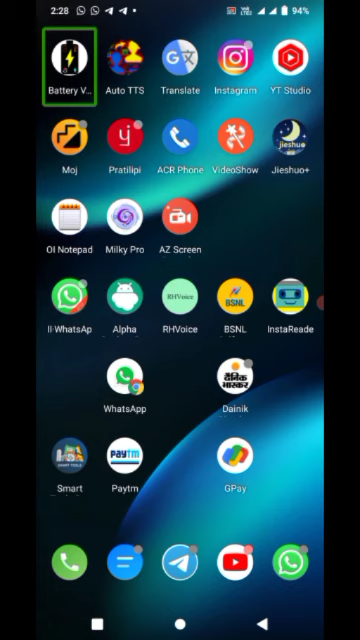 2:28 94%
Battery V... Auto TTS Translate Instagram YT Studio
Moj Pratilipi ACR Phone VideoShow Jieshuo+
OI Notepad Milky Pro AZ Screen
II-WhatsAp Alpha RHVoice BSNL InstaReade
WhatsApp Dainik
Smart Paytm GPay